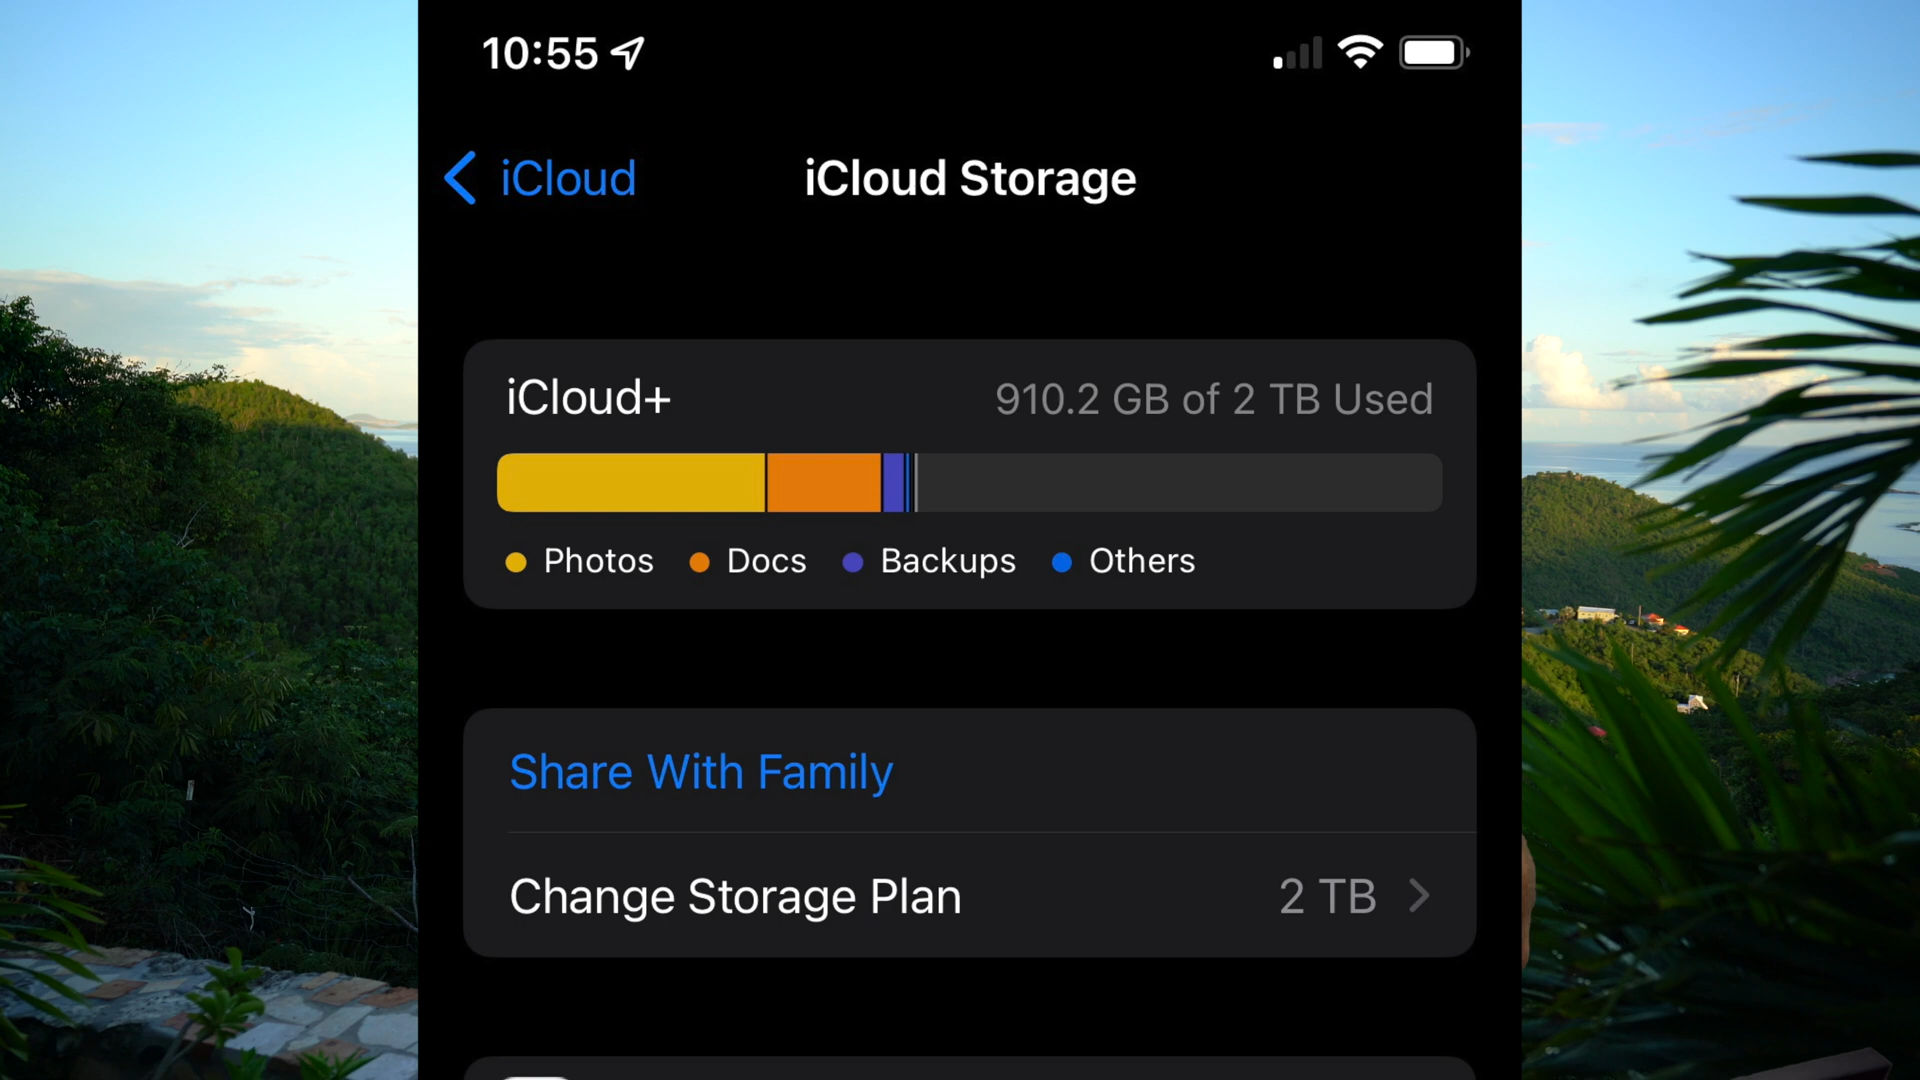 10:55
iCloud
iCloud Storage
iCloud+
910.2 GB of 2 TB Used
Photos
Docs
Backups
Others
Share With Family
Change Storage Plan
2 TB